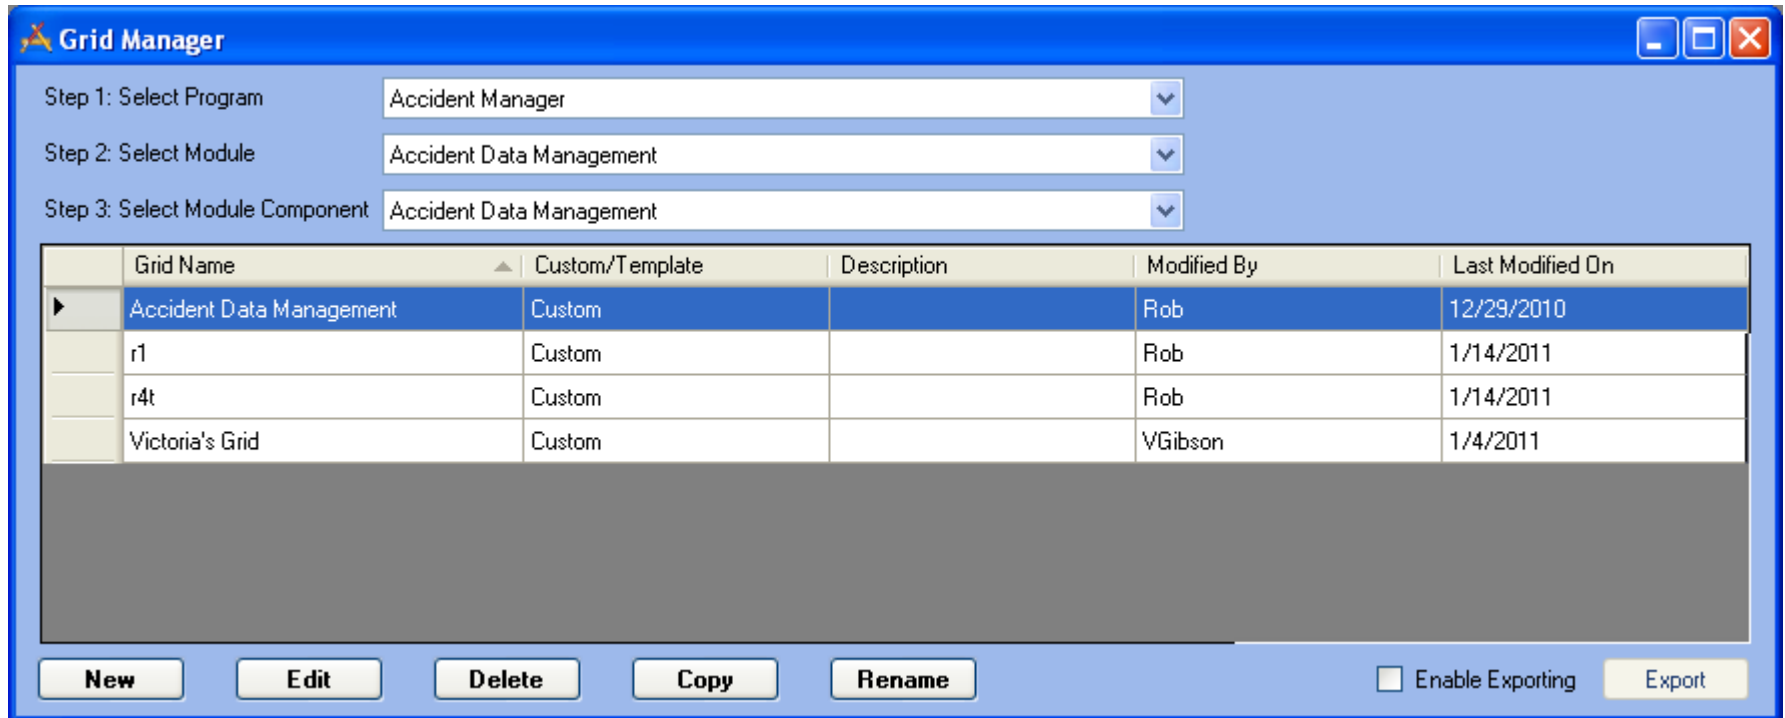 Grid Manager
Step 1: Select Program Accident Manager
Step 2: Select Module Accident Data Management
Step 3: Select Module Component Accident Data Management
Grid Name Custom/Template Description Modified By Last Modified On
Accident Data Management Custom Rob 12/29/2010
r1 Custom Rob 1/14/2011
r4t Custom Rob 1/14/2011
Victoria's Grid Custom VGibson 1/4/2011
New Edit Delete Copy Rename Enable Exporting Export